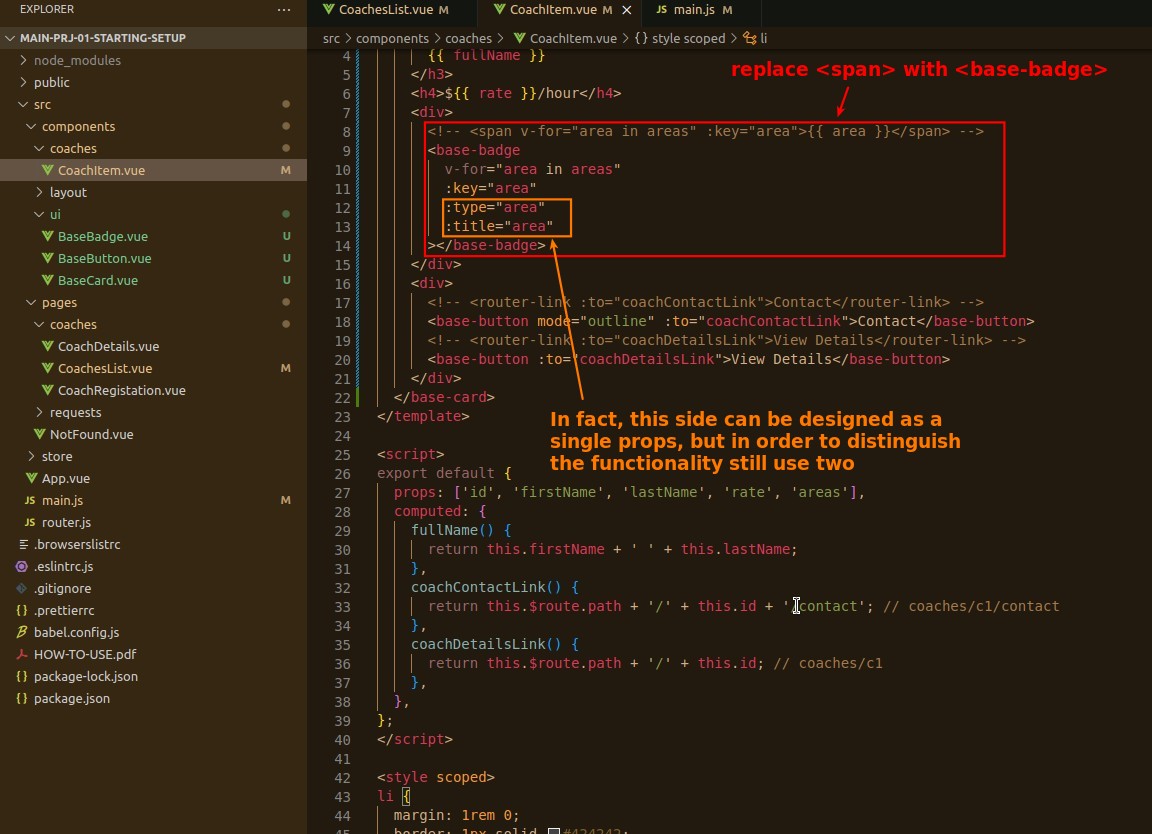 EXPLORER
···
CoachesList.vue M
CoachItem.vue M ×
JS main.js M
MAIN-PRJ-01-STARTING-SETUP
node_modules
public
src
components
coaches
CoachItem.vue M
layout
ui
BaseBadge.vue U
BaseButton.vue U
BaseCard.vue U
pages
coaches
CoachDetails.vue
CoachesList.vue M
CoachRegistation.vue
requests
NotFound.vue
store
App.vue
JS main.js M
JS router.js
.browserslistrc
.eslintrc.js
.gitignore
{} .prettierrc
babel.config.js
HOW-TO-USE.pdf
{} package-lock.json
{} package.json
src > components > coaches > CoachItem.vue > {} style scoped > li
4 {{ fullName }}
replace <span> with <base-badge>
5 </h3>
6 <h4>${{ rate }}/hour</h4>
7 <div>
8 <!-- <span v-for="area in areas" :key="area">{{ area }}</span> -->
9 <base-badge
10 v-for="area in areas"
11 :key="area"
12 :type="area"
13 :title="area"
14 ></base-badge>
15 </div>
16 <div>
17 <!-- <router-link :to="coachContactLink">Contact</router-link> -->
18 <base-button mode="outline" :to="coachContactLink">Contact</base-button>
19 <!-- <router-link :to="coachDetailsLink">View Details</router-link> -->
20 <base-button :to="coachDetailsLink">View Details</base-button>
21 </div>
22 </base-card>
23 </template>
In fact, this side can be designed as a
single props, but in order to distinguish
the functionality still use two
24
25 <script>
26 export default {
27 props: ['id', 'firstName', 'lastName', 'rate', 'areas'],
28 computed: {
29 fullName() {
30 return this.firstName + ' ' + this.lastName;
31 },
32 coachContactLink() {
33 return this.$route.path + '/' + this.id + '/contact'; // coaches/c1/contact
34 },
35 coachDetailsLink() {
36 return this.$route.path + '/' + this.id; // coaches/c1
37 },
38 },
39 };
40 </script>
41
42 <style scoped>
43 li {
44 margin: 1rem 0;
45 border: 1px solid #424242;